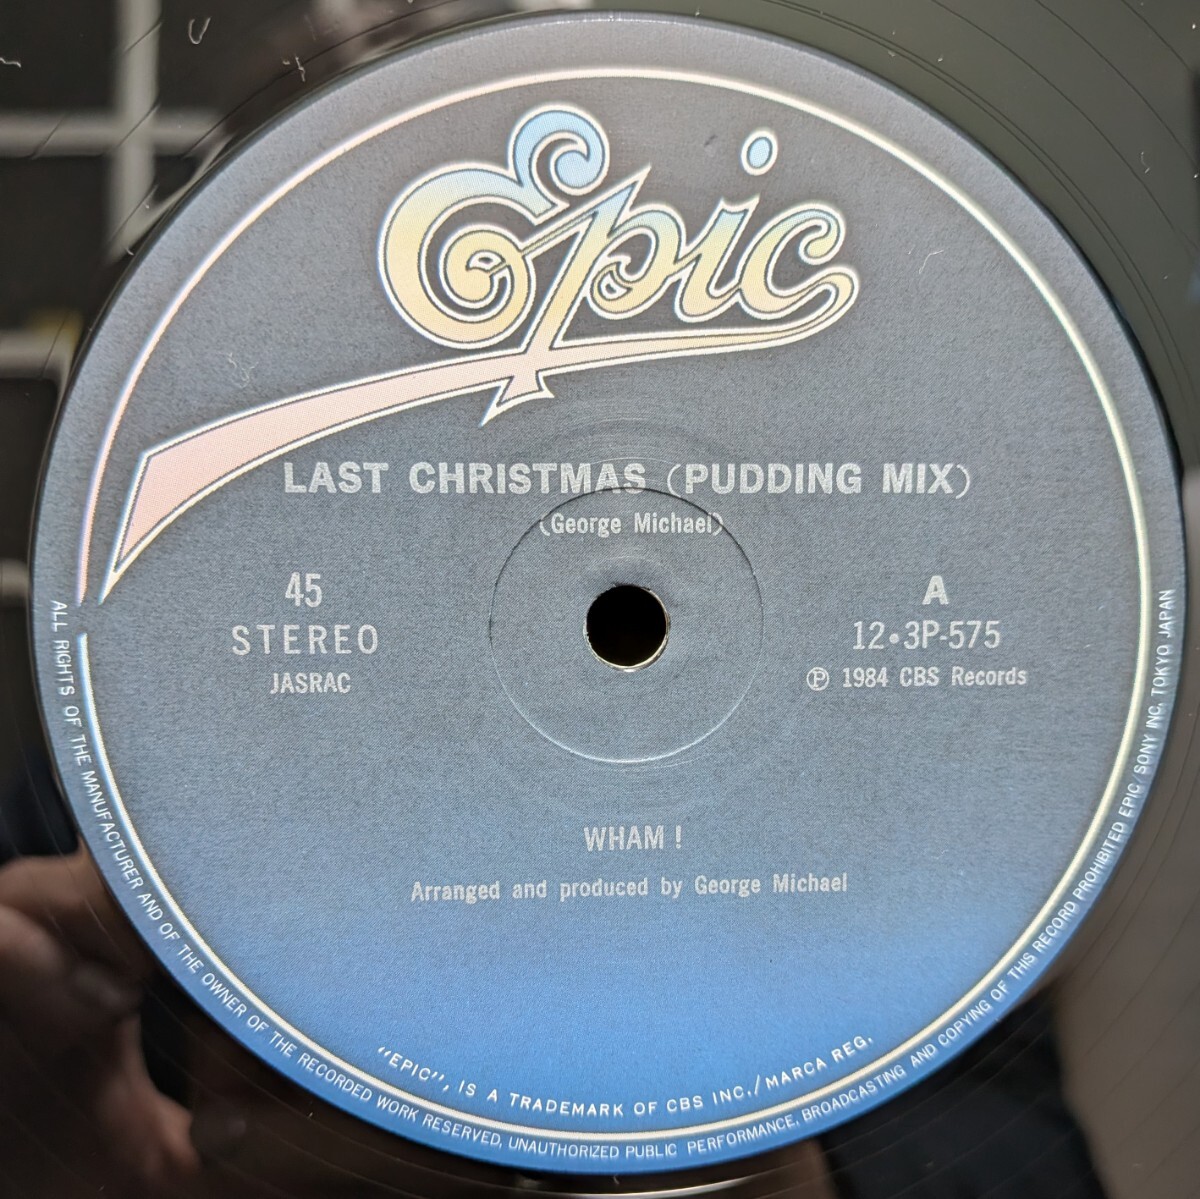 Epic
LAST CHRISTMAS (PUDDING MIX)
(George Michael)
45
STEREO
JASRAC
A
12•3P-575
Ⓟ 1984 CBS Records
WHAM !
Arranged and produced by George Michael
"EPIC", IS A TRADEMARK OF CBS INC./MARCA REG.
ALL RIGHTS OF THE MANUFACTURER AND OF THE OWNER OF THE RECORDED WORK RESERVED, UNAUTHORIZED PUBLIC PERFORMANCE, BROADCASTING AND COPYING OF THIS RECORD PROHIBITED EPIC/SONY INC, TOKYO JAPAN